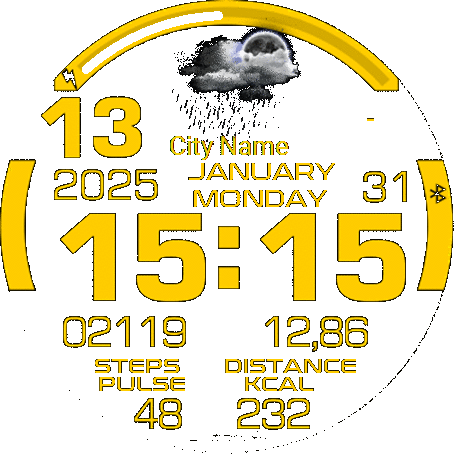 13
City Name
2025 JANUARY 31
MONDAY
15:15
02119 12,86
STEPS DISTANCE
PULSE KCAL
48 232